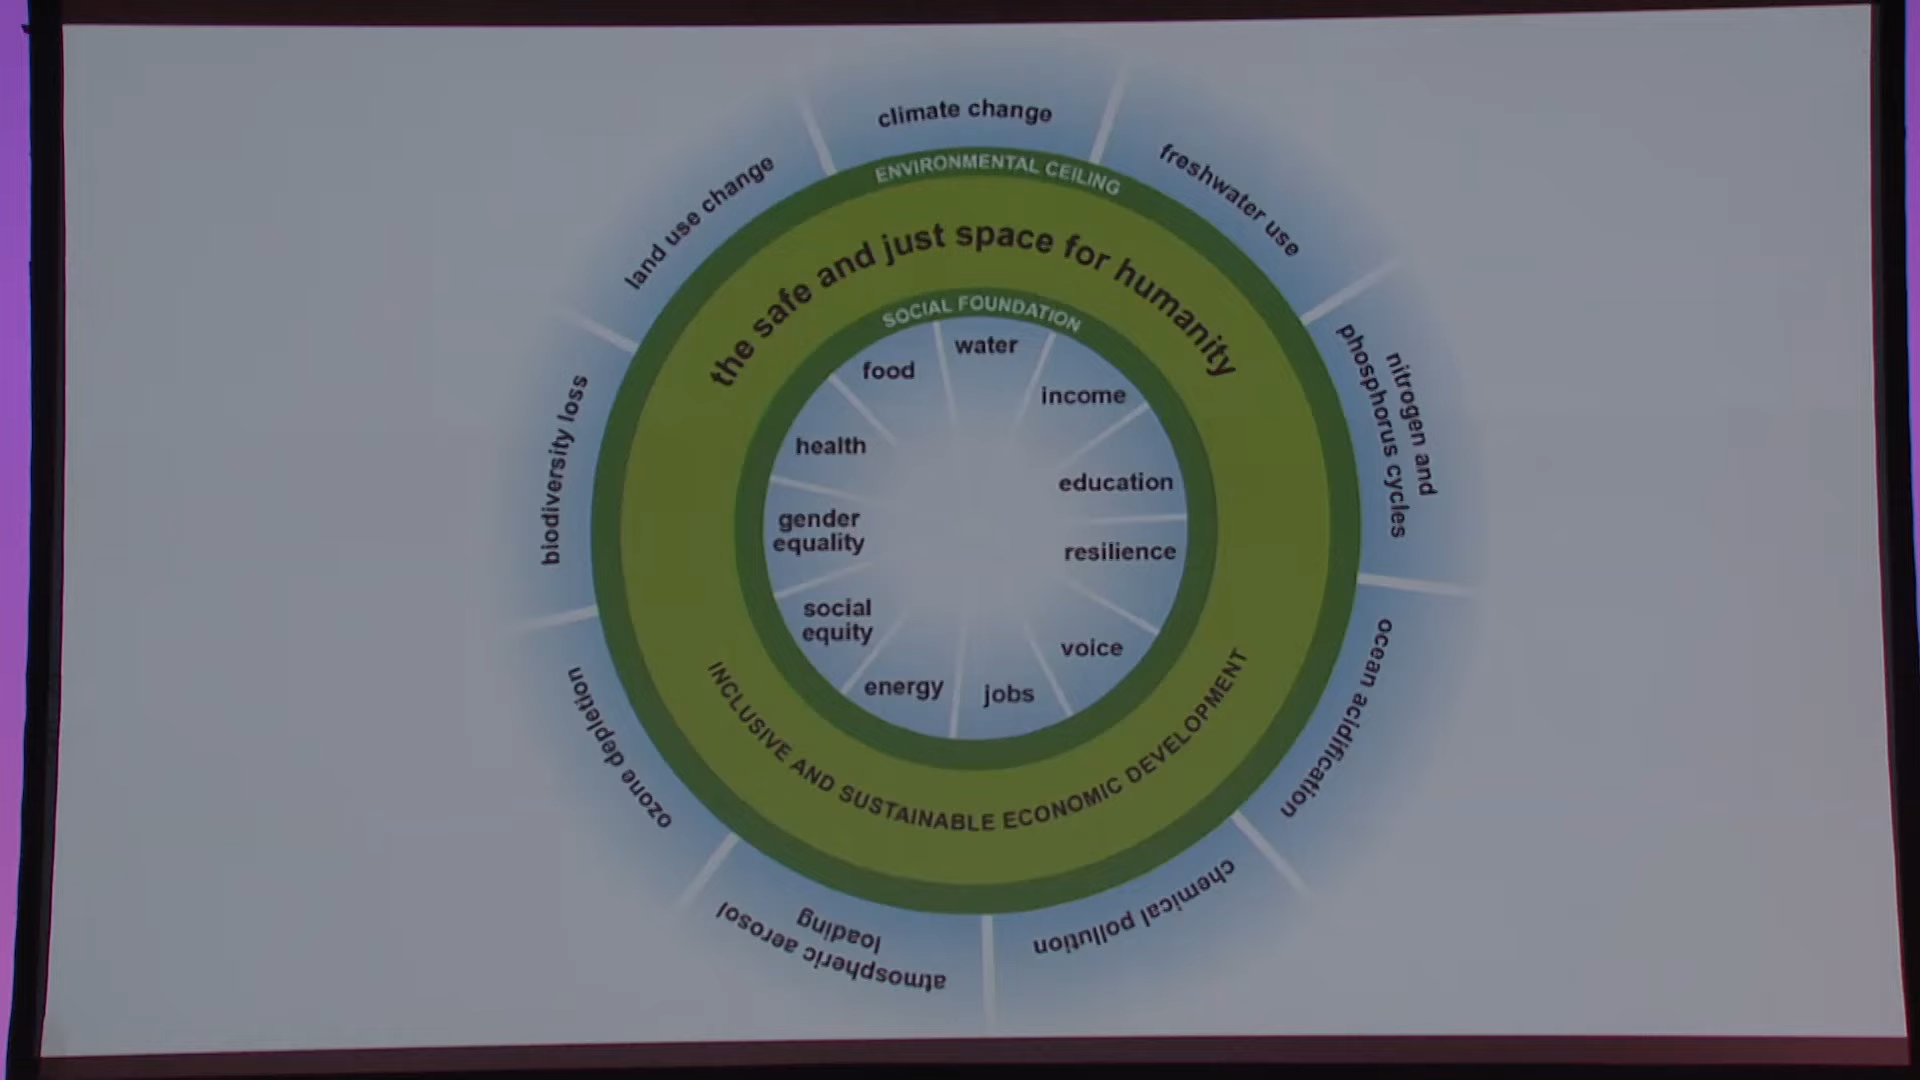 climate change
freshwater use
nitrogen and
phosphorus cycles
ocean acidification
chemical pollution
atmospheric aerosol
loading
ozone depletion
biodiversity loss
land use change
ENVIRONMENTAL CEILING
the safe and just space for humanity
SOCIAL FOUNDATION
water
income
education
resilience
voice
jobs
energy
social
equity
gender
equality
health
food
INCLUSIVE AND SUSTAINABLE ECONOMIC DEVELOPMENT